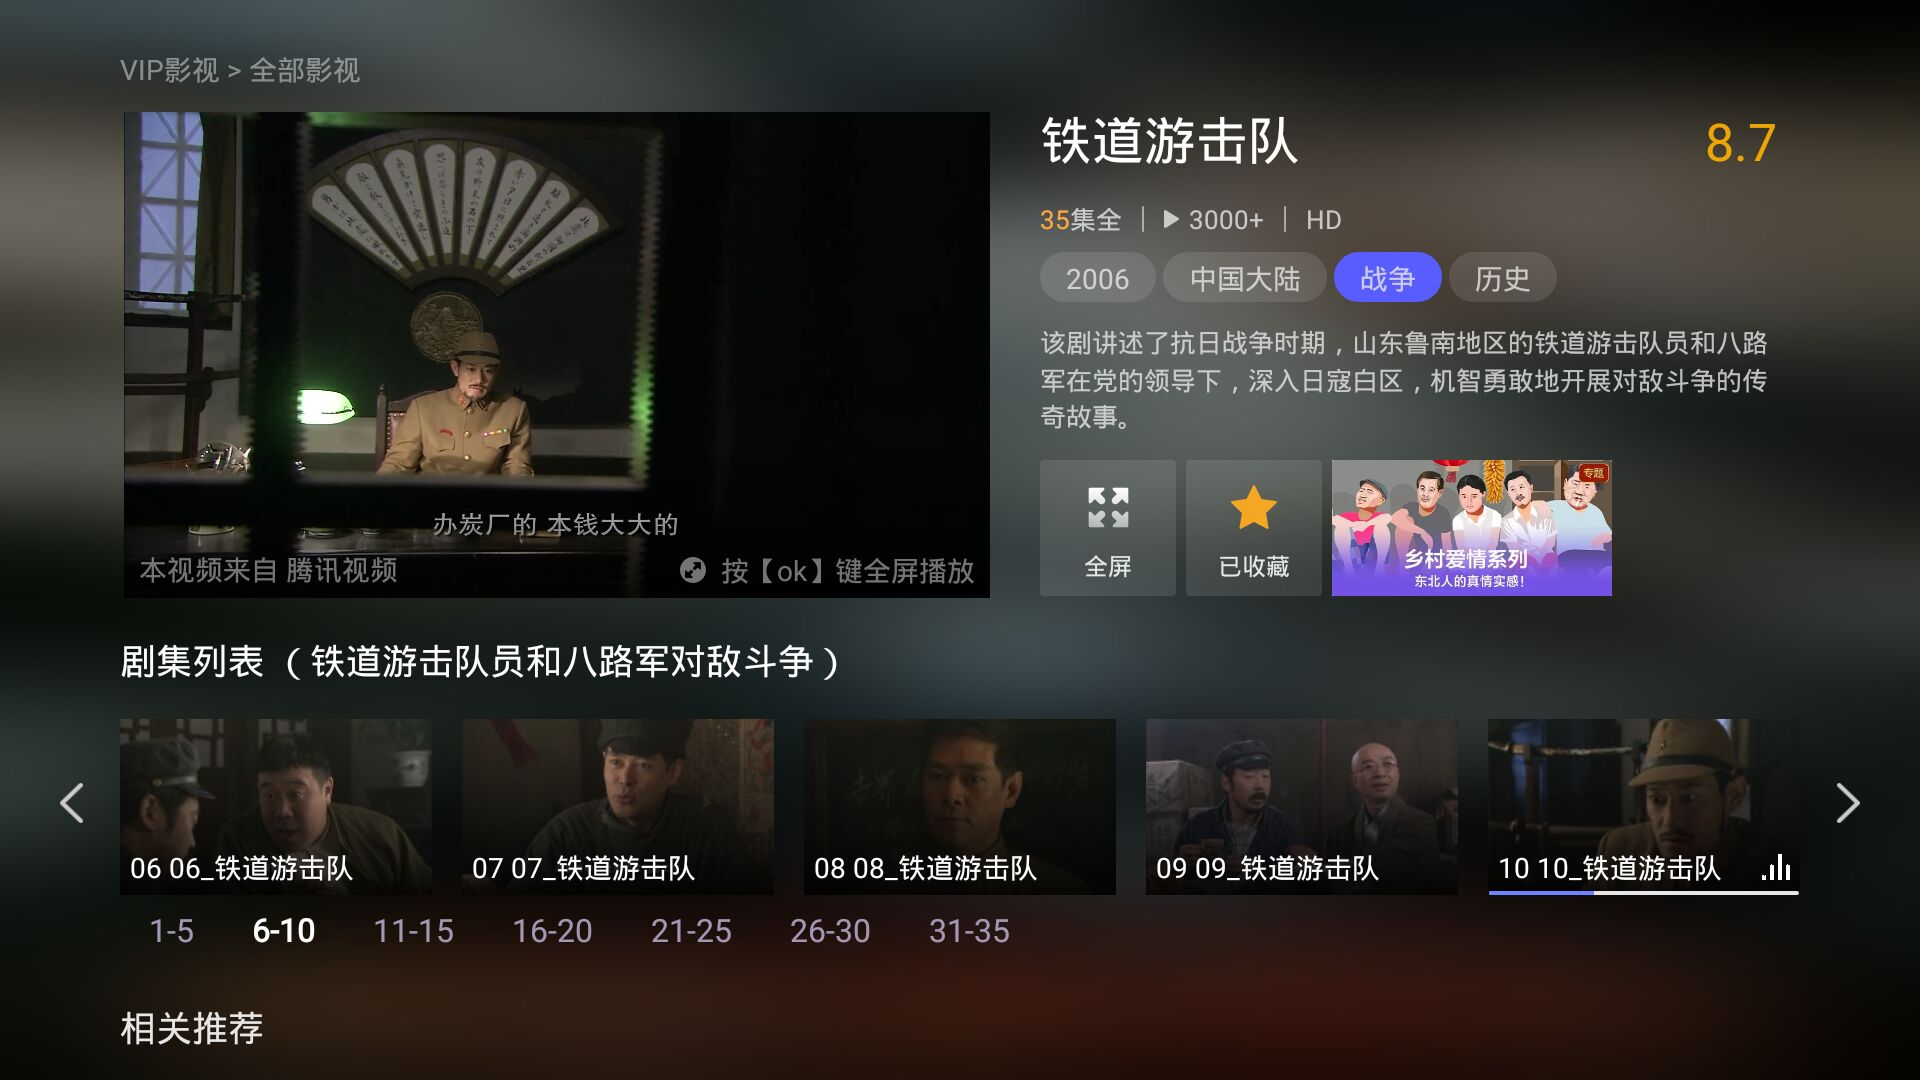 VIP影视 > 全部影视
铁道游击队
8.7
35集全 | 3000+ | HD
2006 中国大陆 战争 历史
该剧讲述了抗日战争时期，山东鲁南地区的铁道游击队员和八路
军在党的领导下，深入日寇白区，机智勇敢地开展对敌斗争的传
奇故事。
办炭厂的 本钱大大的
本视频来自 腾讯视频
按【ok】键全屏播放
全屏
已收藏
专题
乡村爱情系列
东北人的真情实感！
剧集列表（铁道游击队员和八路军对敌斗争）
06 06_铁道游击队
07 07_铁道游击队
08 08_铁道游击队
09 09_铁道游击队
10 10_铁道游击队
1-5 6-10 11-15 16-20 21-25 26-30 31-35
相关推荐